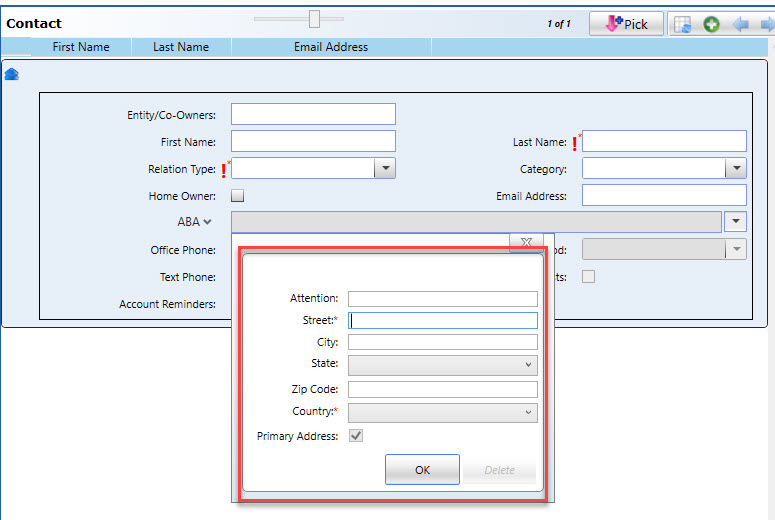 Contact 1 of 1 Pick
First Name Last Name Email Address
Entity/Co-Owners:
First Name: ! * Last Name:
Relation Type: ! * Category:
Home Owner: Email Address:
ABA
Office Phone: od:
Text Phone: ts:
Account Reminders:
X
Attention:
Street:*
City:
State:
Zip Code:
Country:*
Primary Address:
OK Delete